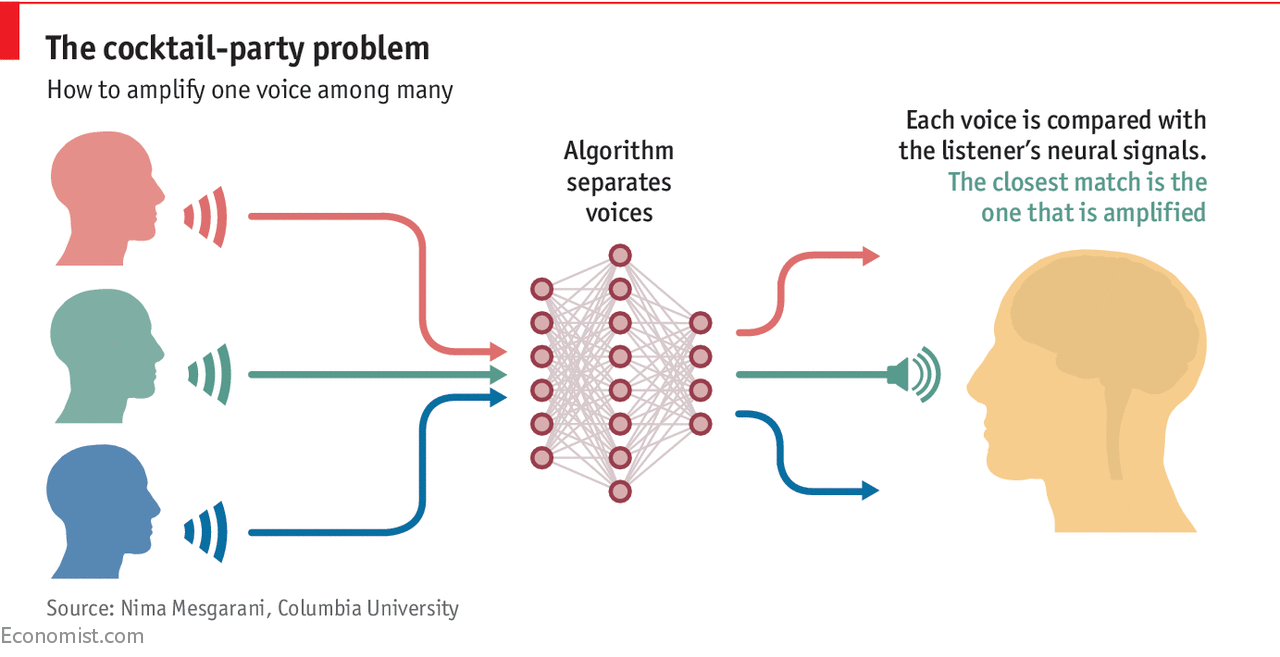 The cocktail-party problem
How to amplify one voice among many
Algorithm
separates
voices
Each voice is compared with
the listener’s neural signals.
The closest match is the
one that is amplified
Source: Nima Mesgarani, Columbia University
Economist.com